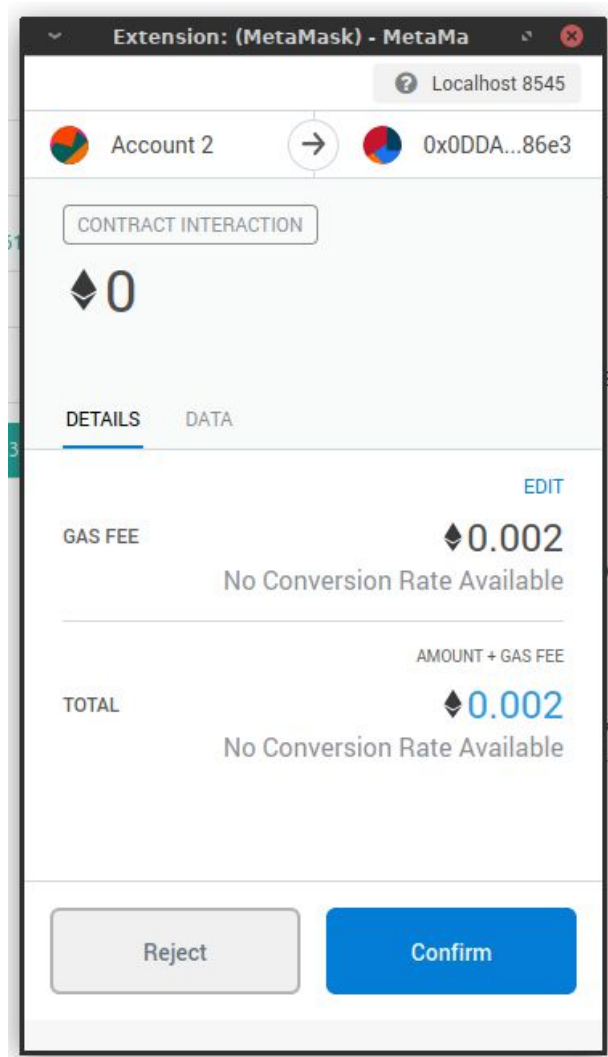 Extension: (MetaMask) - MetaMa
? Localhost 8545
Account 2 0x0DDA...86e3
CONTRACT INTERACTION
0
DETAILS DATA
EDIT
GAS FEE 0.002
No Conversion Rate Available
AMOUNT + GAS FEE
TOTAL 0.002
No Conversion Rate Available
Reject Confirm